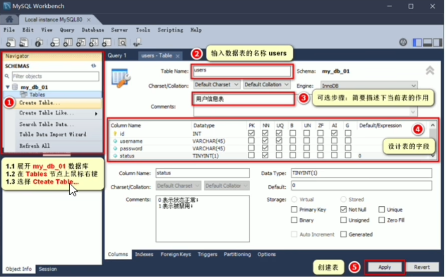 MySQL Workbench
Local instance MySQL80
File Edit View Query Database Server Tools Scripting Help
Navigator
SCHEMAS
Filter objects
my_db_01
Tables
Create Table...
Create Table Like...
Search Table Data...
Table Data Import Wizard
Refresh All
1
1.1 展开 my_db_01 数据库
1.2 在 Tables 节点上鼠标右键
1.3 选择 Cteate Table...
Object Info Session
Query 1
users - Table
2 输入数据表的名称 users
Table Name: users
Schema: my_db_01
Charset/Collation: Default Charset Default Collation
Engine: InnoDB
Comments: 用户信息表
3 可选步骤:简要描述下当前表的作用
Column Name Datatype PK NN UQ B UN ZF AI G Default/Expression
id INT
username VARCHAR(45)
password VARCHAR(45)
status TINYINT(1) 0
4
设计表的字段
Column Name: status
Data Type: TINYINT(1)
Charset/Collation: Default Charset Default Collation
Default: 0
Comments: 0 表示状态正常;
1 表示被禁用;
Storage: Virtual Stored
Primary Key Not Null Unique
Binary Unsigned Zero Fill
Auto Increment Generated
Columns Indexes Foreign Keys Triggers Partitioning Options
创建表 5 Apply Revert